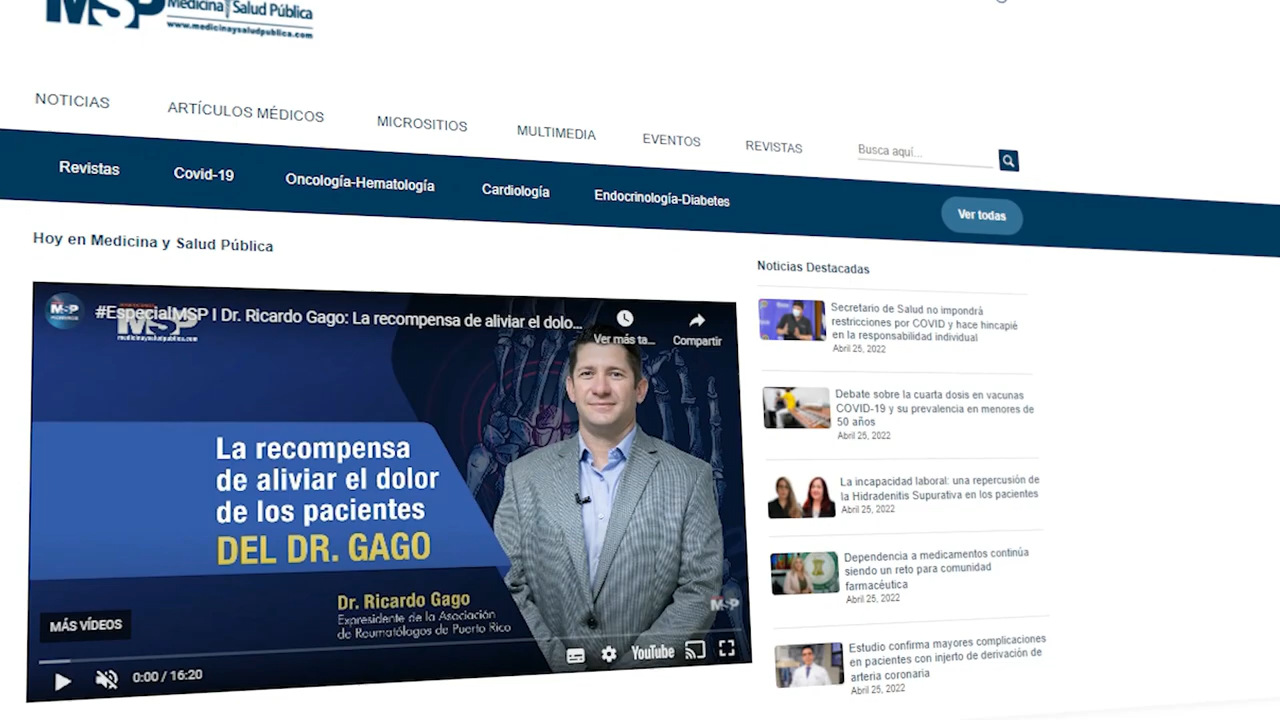 MSP
Medicina y Salud Pública
www.medicinaysaludpublica.com
NOTICIAS
ARTÍCULOS MÉDICOS
MICROSITIOS
MULTIMEDIA
EVENTOS
REVISTAS
Busca aquí...
Revistas
Covid-19
Oncología-Hematología
Cardiología
Endocrinología-Diabetes
Ver todas
Hoy en Medicina y Salud Pública
MSP
#EspecialMSP I Dr. Ricardo Gago: La recompensa de aliviar el dolo...
Ver más ta...
Compartir
MSP
medicinaysaludpublica.com
La recompensa
de aliviar el dolor
de los pacientes
DEL DR. GAGO
Dr. Ricardo Gago
Expresidente de la Asociación
de Reumatólogos de Puerto Rico
MSP
MÁS VÍDEOS
YouTube
0:00 / 16:20
Noticias Destacadas
Secretario de Salud no impondrá
restricciones por COVID y hace hincapié
en la responsabilidad individual
Abril 25, 2022
Debate sobre la cuarta dosis en vacunas
COVID-19 y su prevalencia en menores de
50 años
Abril 25, 2022
La incapacidad laboral: una repercusión de
la Hidradenitis Supurativa en los pacientes
Abril 25, 2022
Dependencia a medicamentos continúa
siendo un reto para comunidad
farmacéutica
Abril 25, 2022
Estudio confirma mayores complicaciones
en pacientes con injerto de derivación de
arteria coronaria
Abril 25, 2022